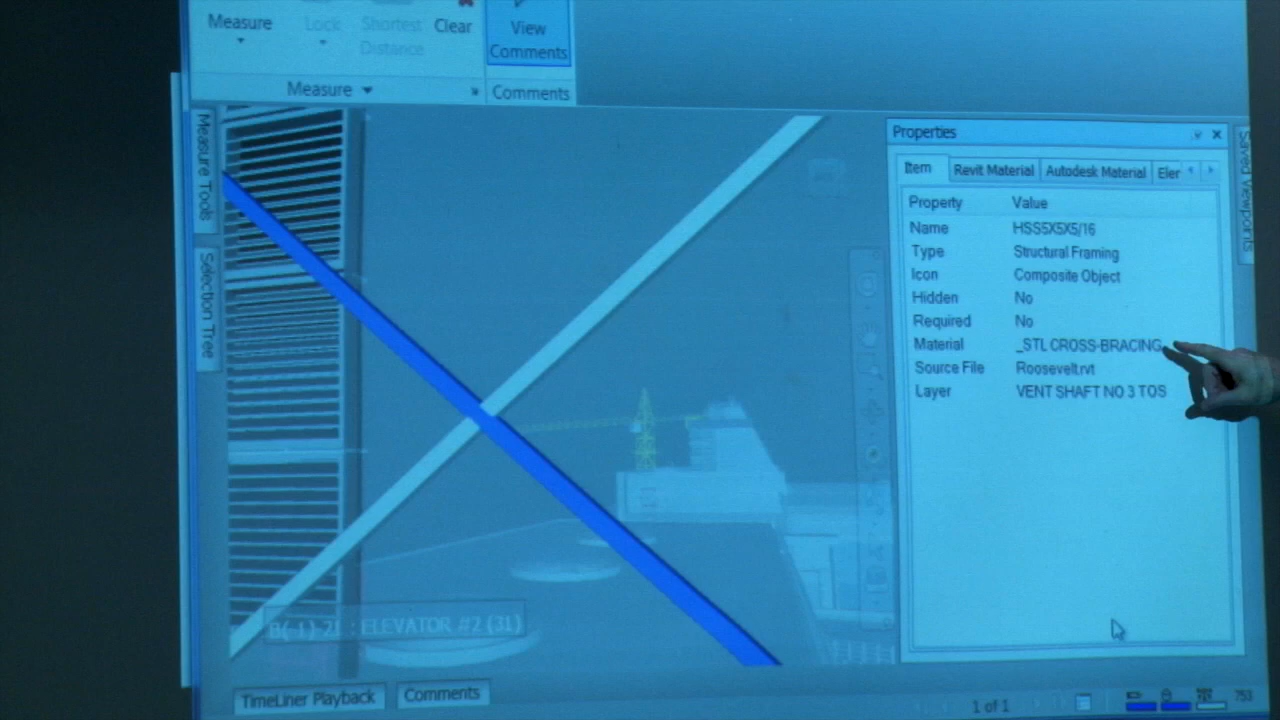 Measure
Lock
Shortest
Distance
Clear
View
Comments
Measure
Comments
Measure Tools
Selection Tree
Properties
Saved Viewpoints
Item
Revit Material
Autodesk Material
Eler
Property Value
Name HSS5X5X5/16
Type Structural Framing
Icon Composite Object
Hidden No
Required No
Material _STL CROSS-BRACING
Source File Roosevelt.rvt
Layer VENT SHAFT NO 3 TOS
: ELEVATOR #2 (31)
TimeLiner Playback
Comments
1 of 1
753